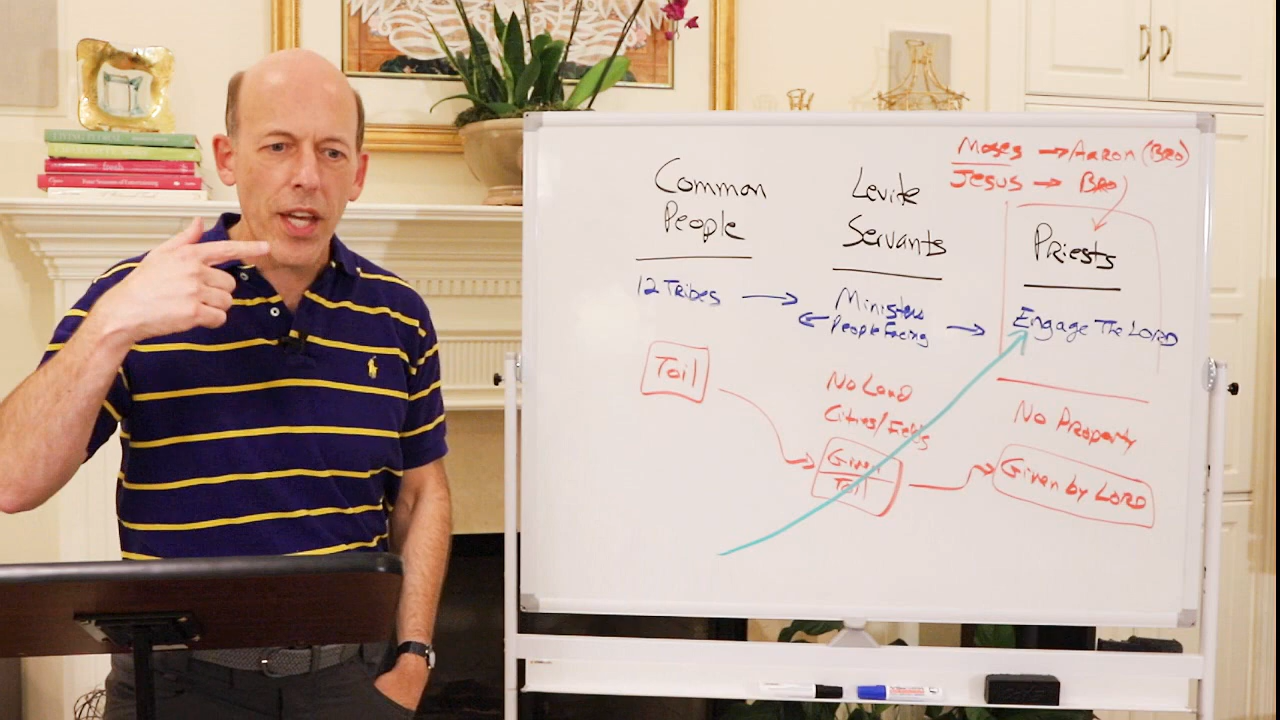 Common
People
12 Tribes
Toil
Levite
Servants
Ministers
People Facing
No Land
Cities/Fields
Given
Toil
Moses → Aaron (Bro)
Jesus → Bro
Priests
Engage The LORD
No Property
Given by LORD